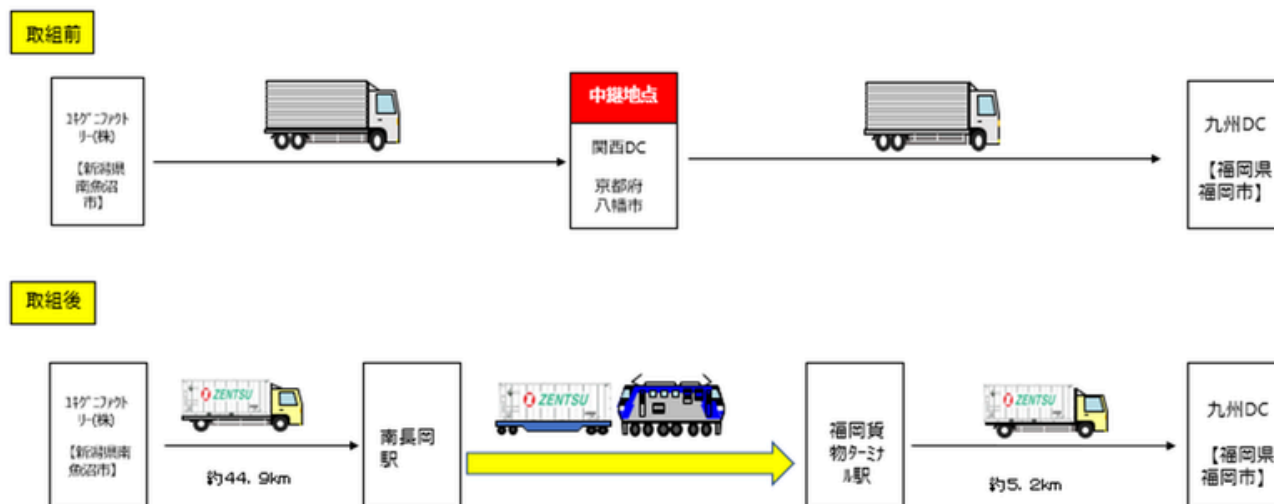 取組前
ﾕｷｸﾞﾆﾌｧｸﾄ
ﾘｰ(株)
【新潟県
南魚沼
市】
中継地点
関西DC
京都府
八幡市
九州DC
【福岡県
福岡市】
取組後
ﾕｷｸﾞﾆﾌｧｸﾄ
ﾘｰ(株)
【新潟県南
魚沼市】
ZENTSU
約44. 9km
南長岡
駅
ZENTSU
福岡貨
物ﾀｰﾐﾅ
ﾙ駅
ZENTSU
約5. 2km
九州DC
【福岡県
福岡市】